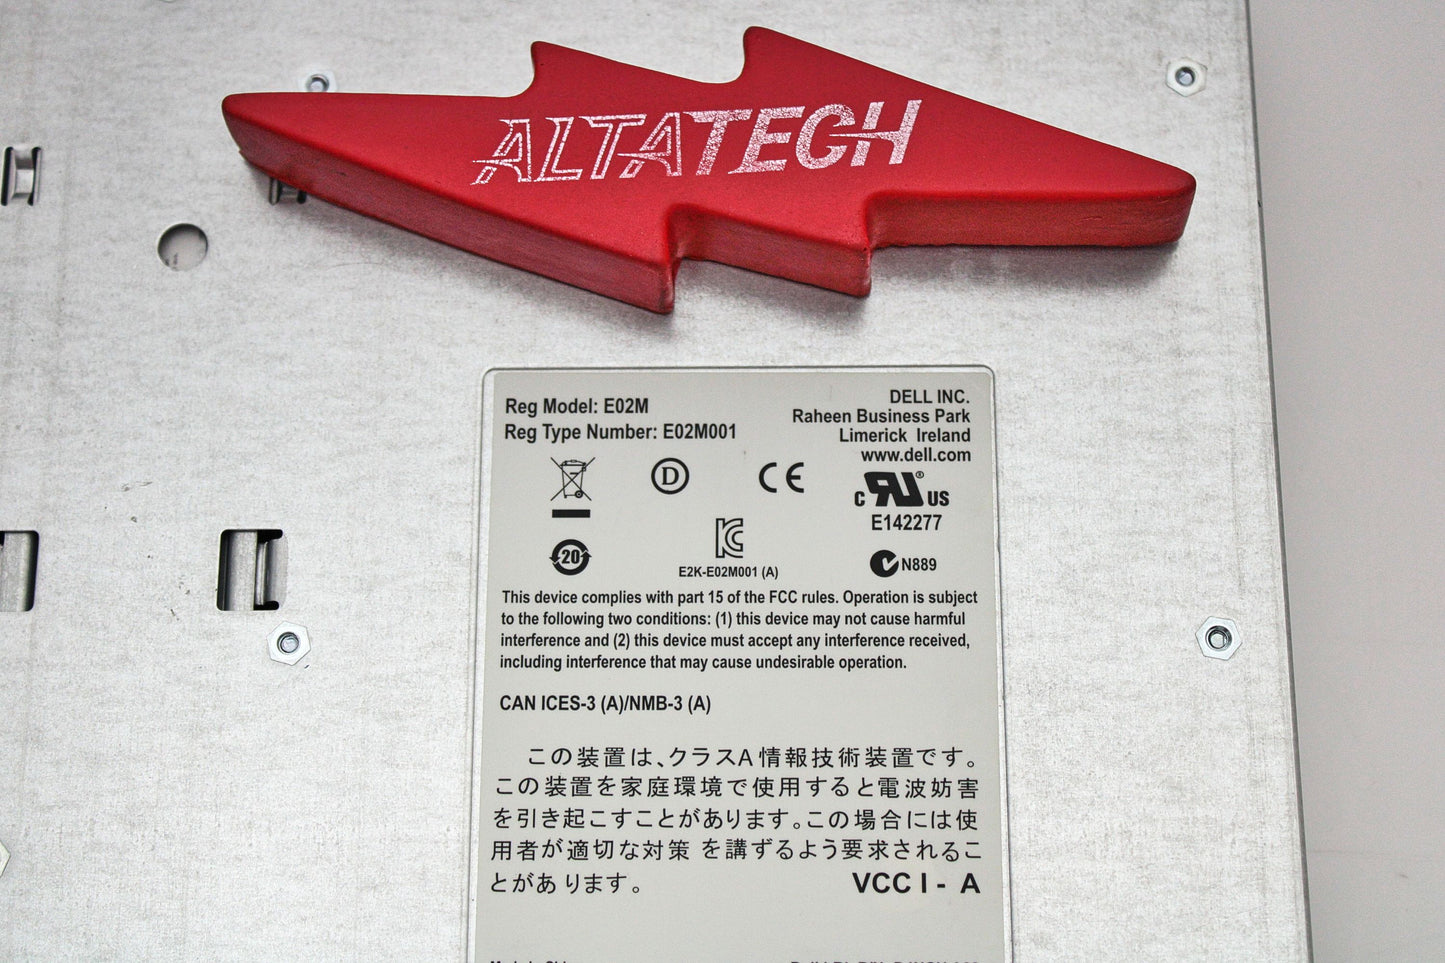 ALTATECH
Reg Model: E02M
Reg Type Number: E02M001
DELL INC.
Raheen Business Park
Limerick Ireland
www.dell.com
D
CE
c RU ® US
E142277
20
KC
E2K-E02M001 (A)
N889
This device complies with part 15 of the FCC rules. Operation is subject
to the following two conditions: (1) this device may not cause harmful
interference and (2) this device must accept any interference received,
including interference that may cause undesirable operation.
CAN ICES-3 (A)/NMB-3 (A)
この装置は、クラスA情報技術装置です。
この装置を家庭環境で使用すると電波妨害
を引き起こすことがあります。この場合には使
用者が適切な対策 を講ずるよう要求されるこ
とがあります。
VCC I - A